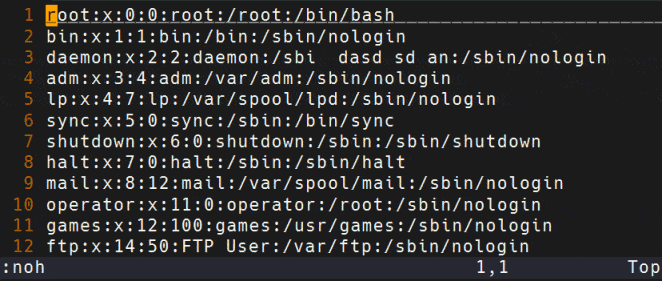 1 root:x:0:0:root:/root:/bin/bash
2 bin:x:1:1:bin:/bin:/sbin/nologin
3 daemon:x:2:2:daemon:/sbi  dasd sd an:/sbin/nologin
4 adm:x:3:4:adm:/var/adm:/sbin/nologin
5 lp:x:4:7:lp:/var/spool/lpd:/sbin/nologin
6 sync:x:5:0:sync:/sbin:/bin/sync
7 shutdown:x:6:0:shutdown:/sbin:/sbin/shutdown
8 halt:x:7:0:halt:/sbin:/sbin/halt
9 mail:x:8:12:mail:/var/spool/mail:/sbin/nologin
10 operator:x:11:0:operator:/root:/sbin/nologin
11 games:x:12:100:games:/usr/games:/sbin/nologin
12 ftp:x:14:50:FTP User:/var/ftp:/sbin/nologin
:noh 1,1 Top